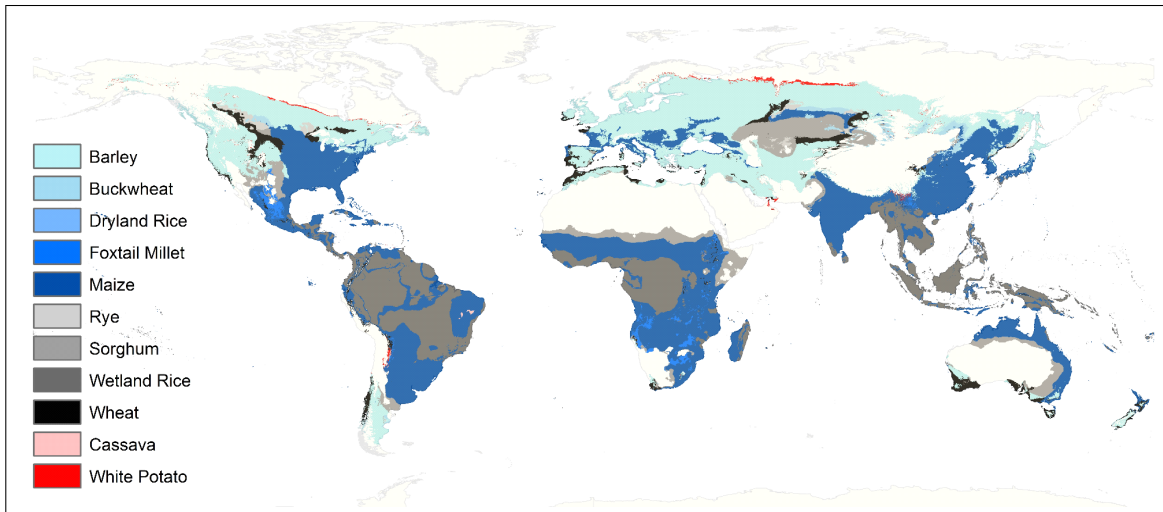 Barley
Buckwheat
Dryland Rice
Foxtail Millet
Maize
Rye
Sorghum
Wetland Rice
Wheat
Cassava
White Potato